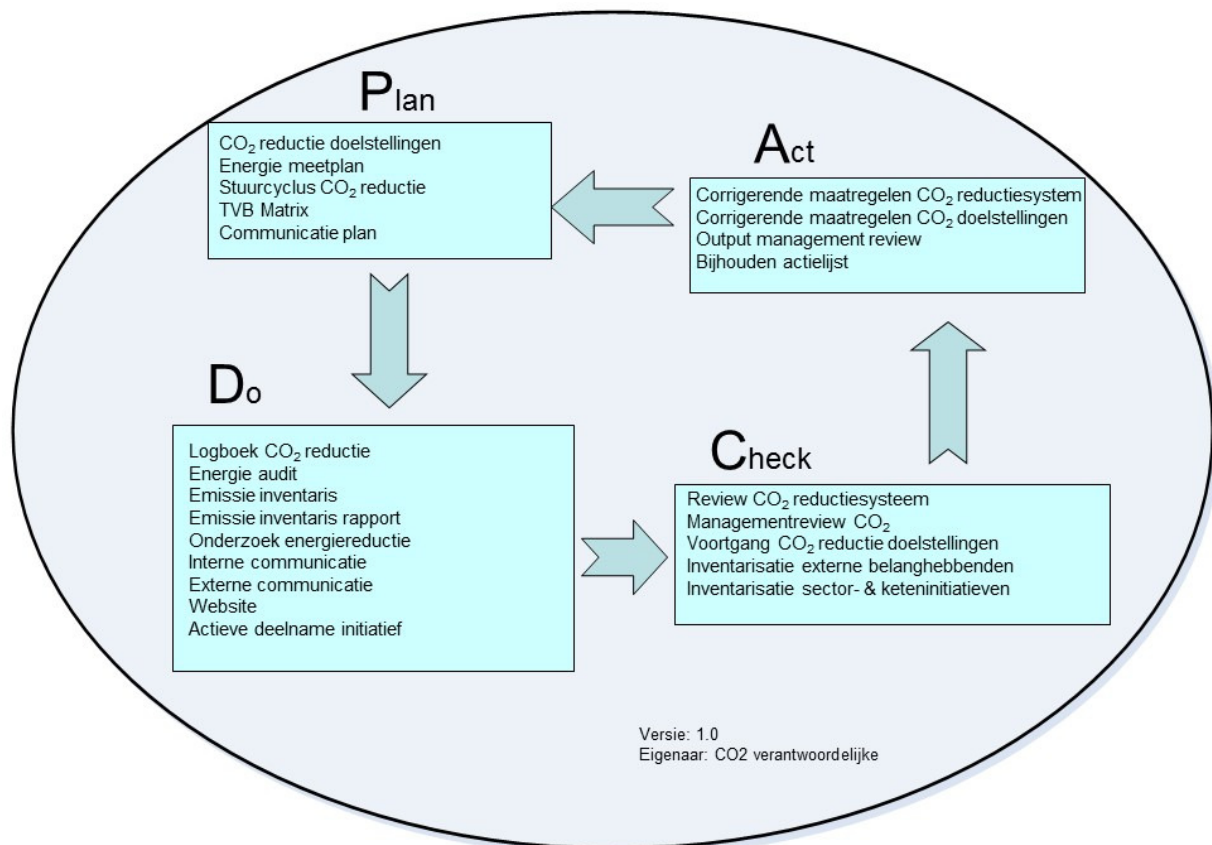 Plan
CO₂ reductie doelstellingen
Energie meetplan
Stuurcyclus CO₂ reductie
TVB Matrix
Communicatie plan
Act
Corrigerende maatregelen CO₂ reductiesystem
Corrigerende maatregelen CO₂ doelstellingen
Output management review
Bijhouden actielijst
Do
Logboek CO₂ reductie
Energie audit
Emissie inventaris
Emissie inventaris rapport
Onderzoek energiereductie
Interne communicatie
Externe communicatie
Website
Actieve deelname initiatief
Check
Review CO₂ reductiesysteem
Managementreview CO₂
Voortgang CO₂ reductie doelstellingen
Inventarisatie externe belanghebbenden
Inventarisatie sector- & keteninitiatieven
Versie: 1.0
Eigenaar: CO2 verantwoordelijke